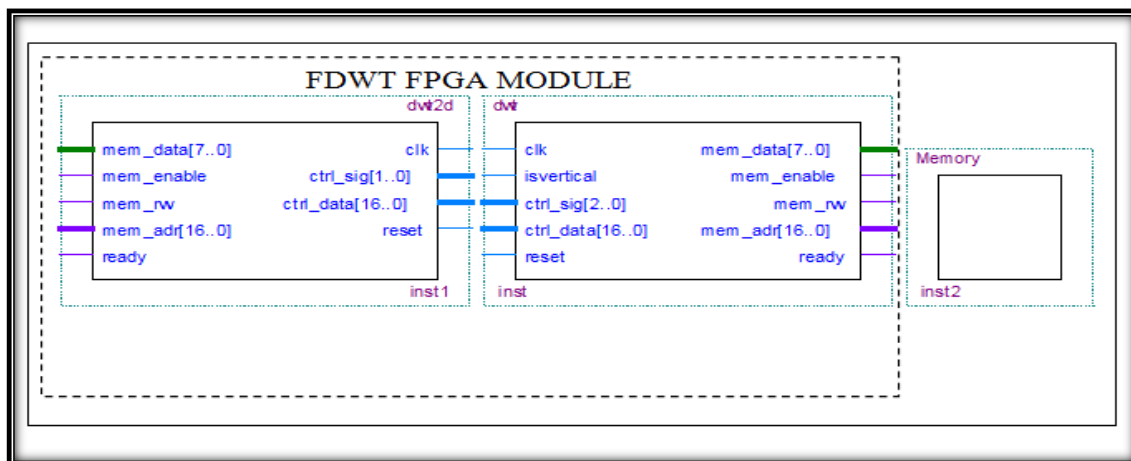 FDWT FPGA MODULE
dwt2d
mem_data[7..0] clk
mem_enable ctrl_sig[1..0]
mem_rw ctrl_data[16..0]
mem_adr[16..0] reset
ready
inst1
dwt
clk mem_data[7..0]
isvertical mem_enable
ctrl_sig[2..0] mem_rw
ctrl_data[16..0] mem_adr[16..0]
reset ready
inst
Memory
inst2